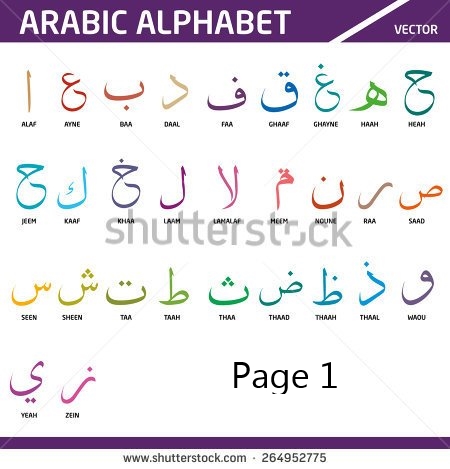 ARABIC ALPHABET
VECTOR
ا ع ب د ف ق غ ه ح
ALAF AYNE BAA DAAL FAA GHAAF GHAYNE HAAH HEAH
ج ك خ ل لا م ن ر ص
JEEM KAAF KHAA LAAM LAMALAF MEEM NOUNE RAA SAAD
shutterstock
س ش ت ط ث ض ظ ذ و
SEEN SHEEN TAA TAAH THAA THAAD THAAH THAAL WAOU
ي ز
YEAH ZEIN
Page 1
www.shutterstock.com · 264952775